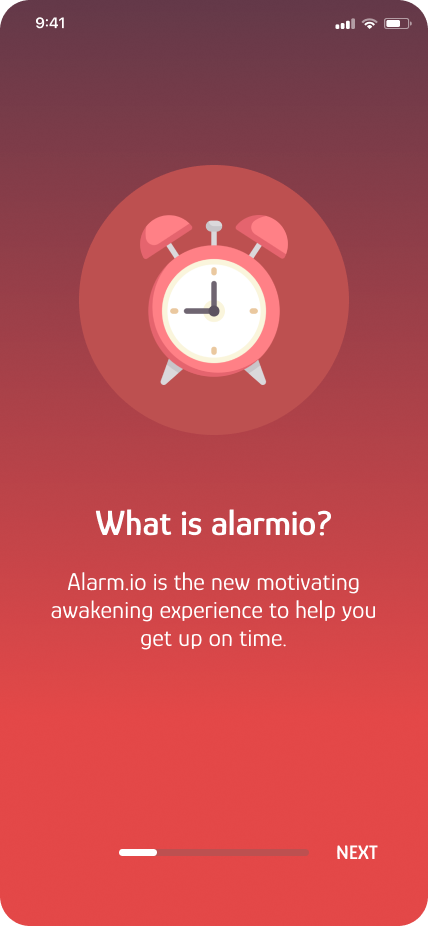 9:41
What is alarmio?
Alarm.io is the new motivating
awakening experience to help you
get up on time.
NEXT